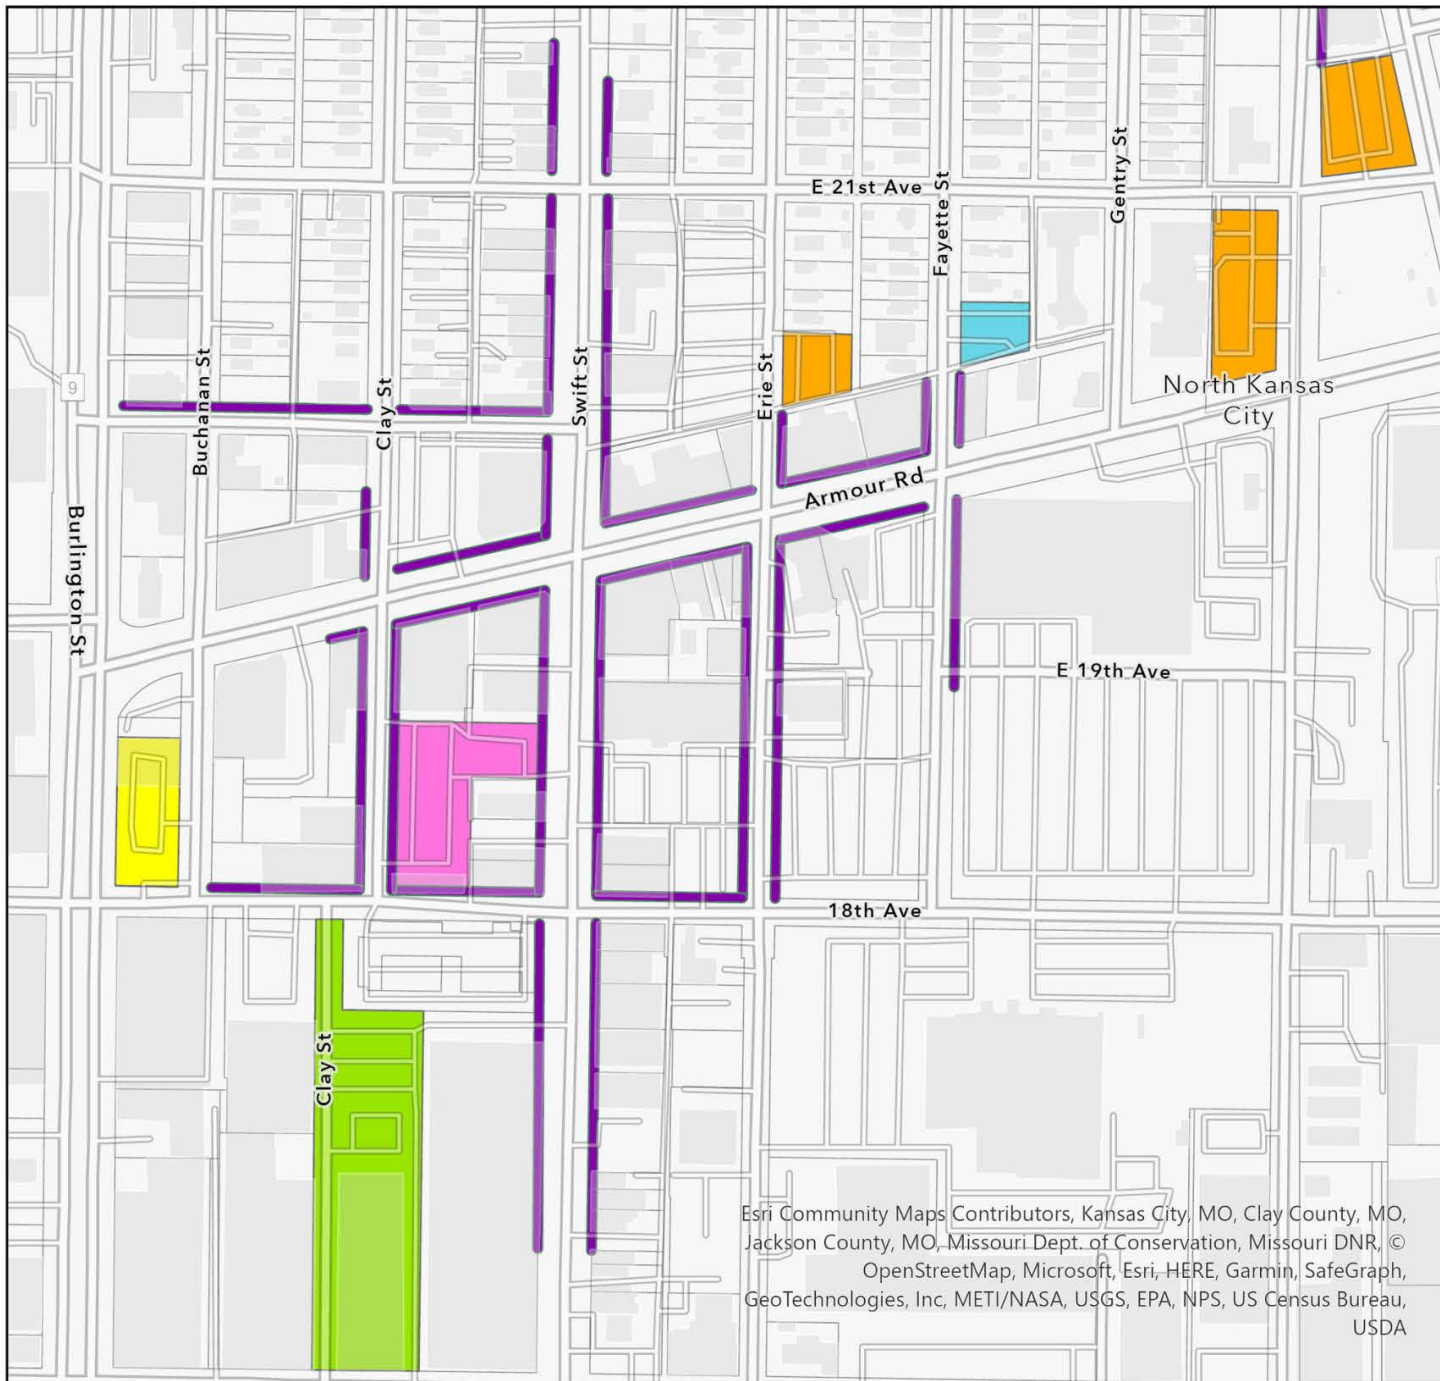 E 21st Ave
Gentry St
Fayette St
Buchanan St
Clay St
Swift St
Erie St
9
North Kansas
City
Armour Rd
Burlington St
E 19th Ave
18th Ave
Clay St
Esri Community Maps Contributors, Kansas City, MO, Clay County, MO,
Jackson County, MO, Missouri Dept. of Conservation, Missouri DNR, ©
OpenStreetMap, Microsoft, Esri, HERE, Garmin, SafeGraph,
GeoTechnologies, Inc, METI/NASA, USGS, EPA, NPS, US Census Bureau,
USDA